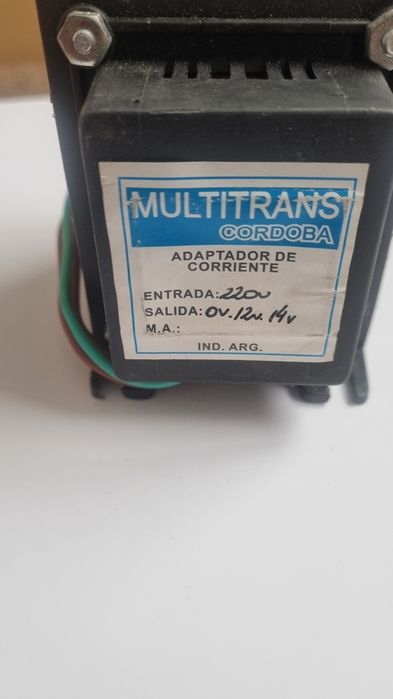 MULTITRANS
CORDOBA
ADAPTADOR DE
CORRIENTE
ENTRADA: 220v
SALIDA: 0v. 12v. 14v
M.A.:
IND. ARG.